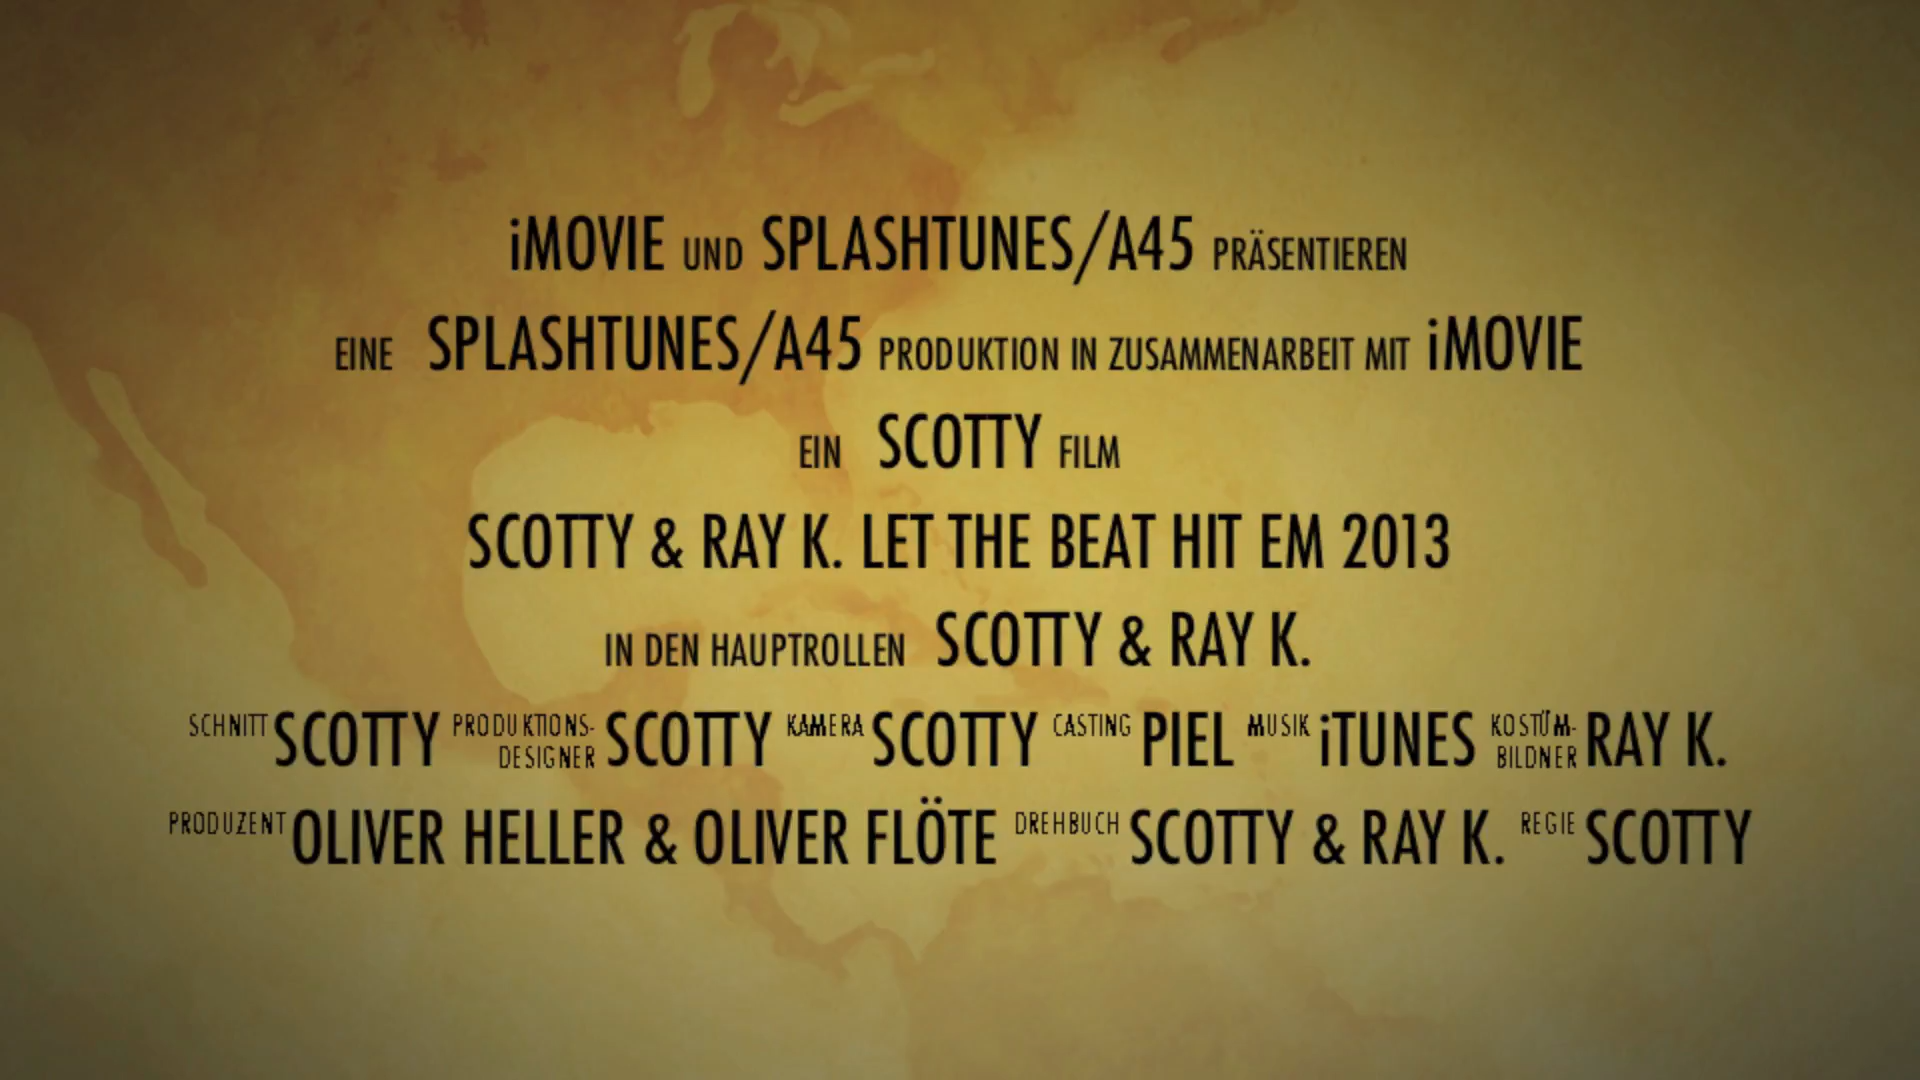 iMOVIE UND SPLASHTUNES/A45 PRÄSENTIEREN
EINE SPLASHTUNES/A45 PRODUKTION IN ZUSAMMENARBEIT MIT iMOVIE
EIN SCOTTY FILM
SCOTTY & RAY K. LET THE BEAT HIT EM 2013
IN DEN HAUPTROLLEN SCOTTY & RAY K.
SCHNITT SCOTTY PRODUKTIONS-DESIGNER SCOTTY KAMERA SCOTTY CASTING PIEL MUSIK iTUNES KOSTÜM-BILDNER RAY K.
PRODUZENT OLIVER HELLER & OLIVER FLÖTE DREHBUCH SCOTTY & RAY K. REGIE SCOTTY